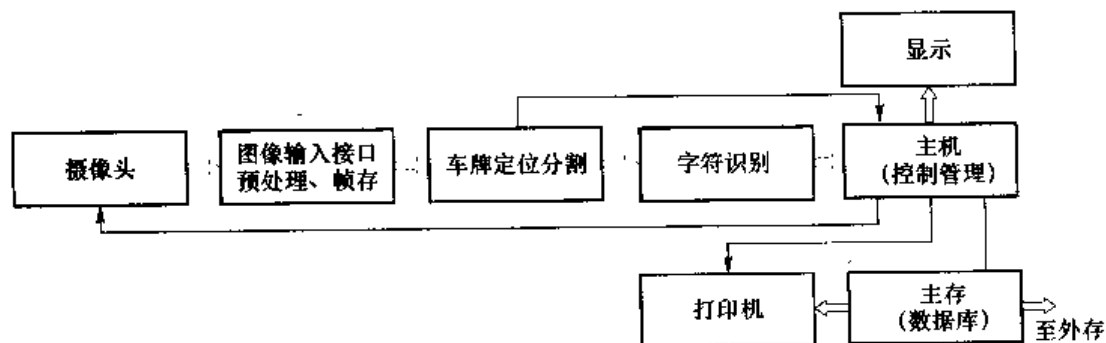 显示
摄像头
图像输入接口
预处理、帧存
车牌定位分割
字符识别
主机
(控制管理)
打印机
主存
(数据库)
至外存